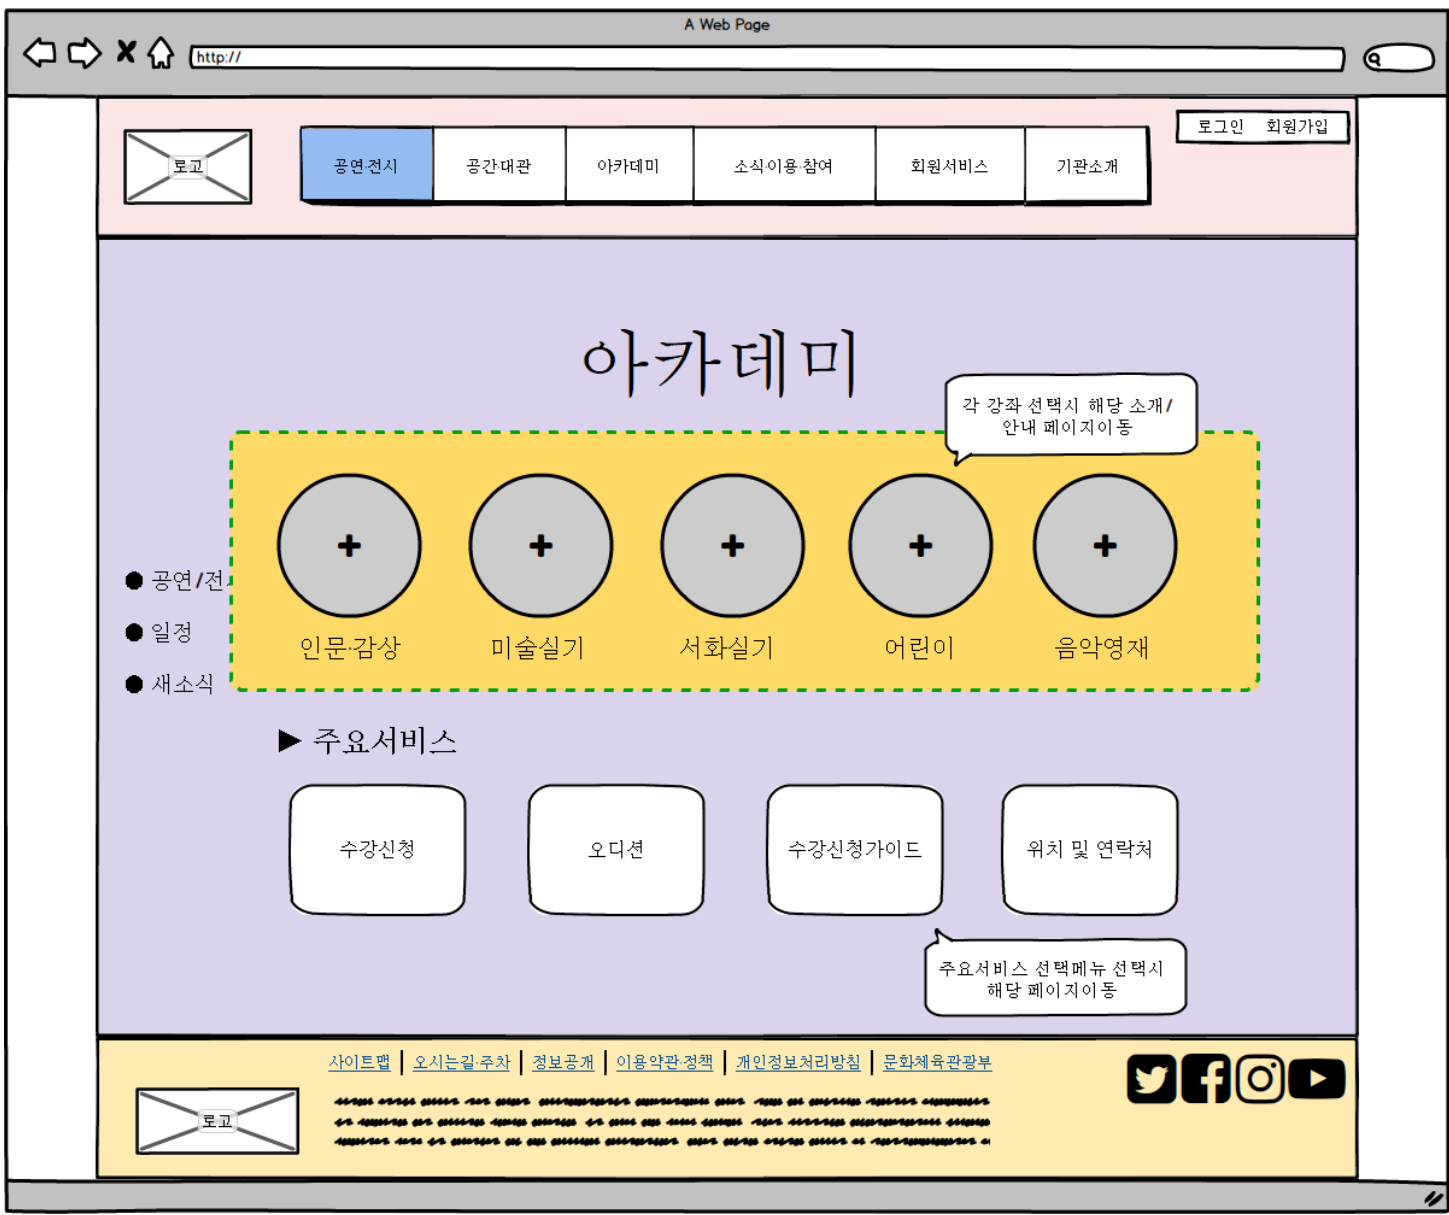 A Web Page
http://
로그인 회원가입
로고
공연·전시 공간·대관 아카데미 소식·이용·참여 회원서비스 기관소개
아카데미
각 강좌 선택시 해당 소개/
안내 페이지이동
공연/전
일정
새소식
인문·감상 미술실기 서화실기 어린이 음악영재
▶ 주요서비스
수강신청 오디션 수강신청가이드 위치 및 연락처
주요서비스 선택메뉴 선택시
해당 페이지이동
사이트맵 | 오시는길·주차 | 정보공개 | 이용약관·정책 | 개인정보처리방침 | 문화체육관광부
로고